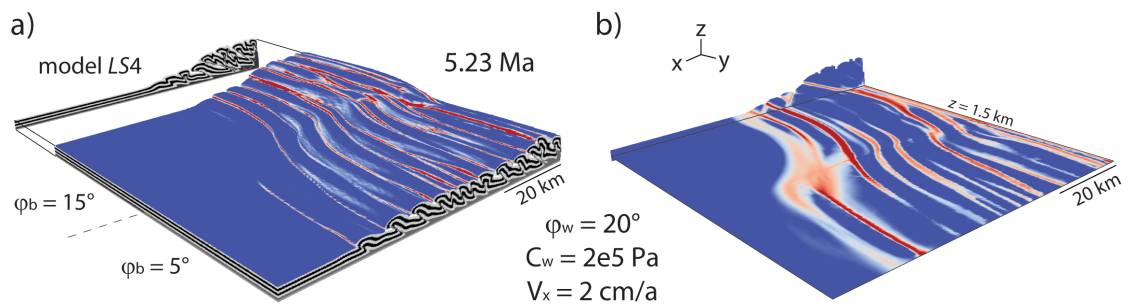 a)
model LS4
5.23 Ma
φb = 15°
φb = 5°
20 km
φw = 20°
Cw = 2e5 Pa
Vx = 2 cm/a
b)
z
x
y
z = 1.5 km
20 km